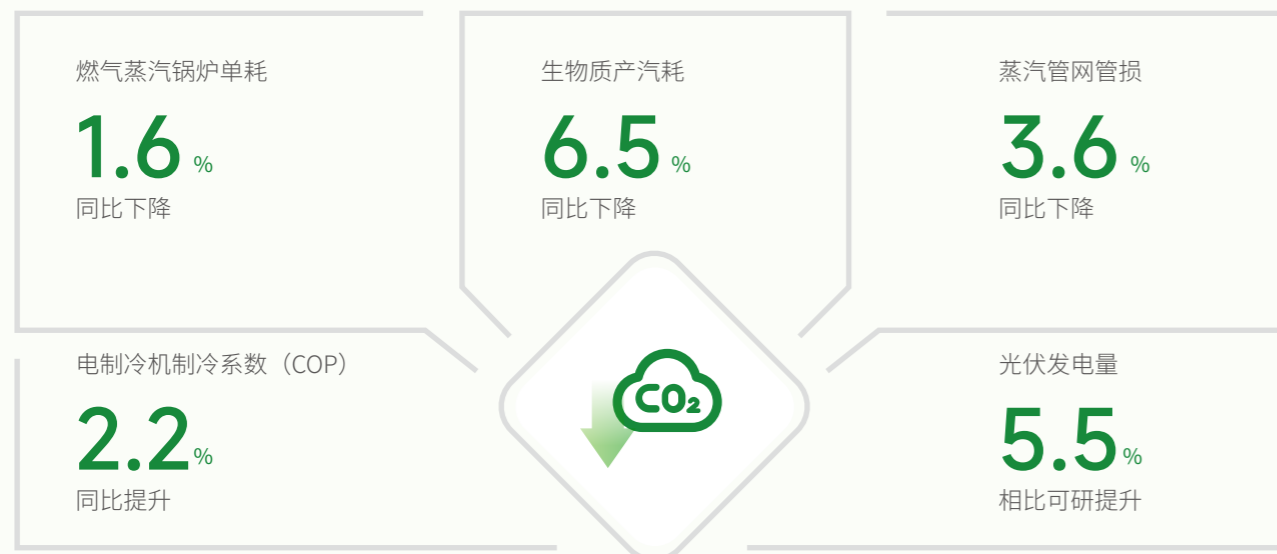 燃气蒸汽锅炉单耗
1.6 %
同比下降
生物质产汽耗
6.5 %
同比下降
蒸汽管网管损
3.6 %
同比下降
电制冷机制冷系数（COP）
2.2%
同比提升
CO₂
光伏发电量
5.5%
相比可研提升